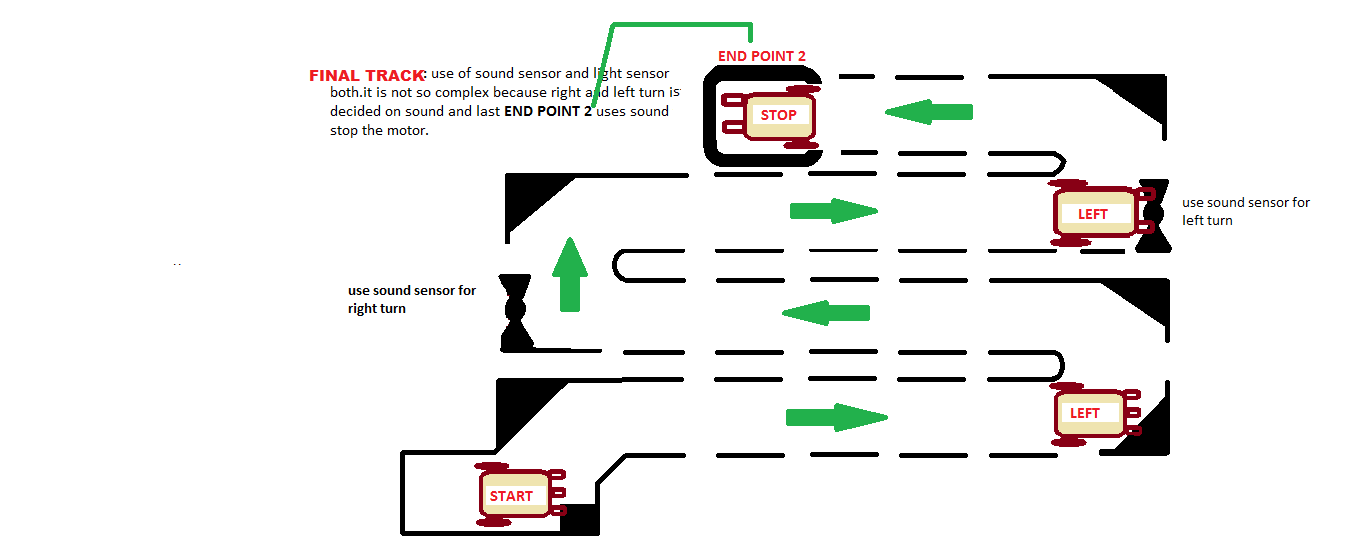 END POINT 2
FINAL TRACK: use of sound sensor and light sensor
both.it is not so complex because right and left turn is
decided on sound and last END POINT 2 uses sound
stop the motor.
STOP
LEFT
use sound sensor for
left turn
use sound sensor for
right turn
LEFT
START